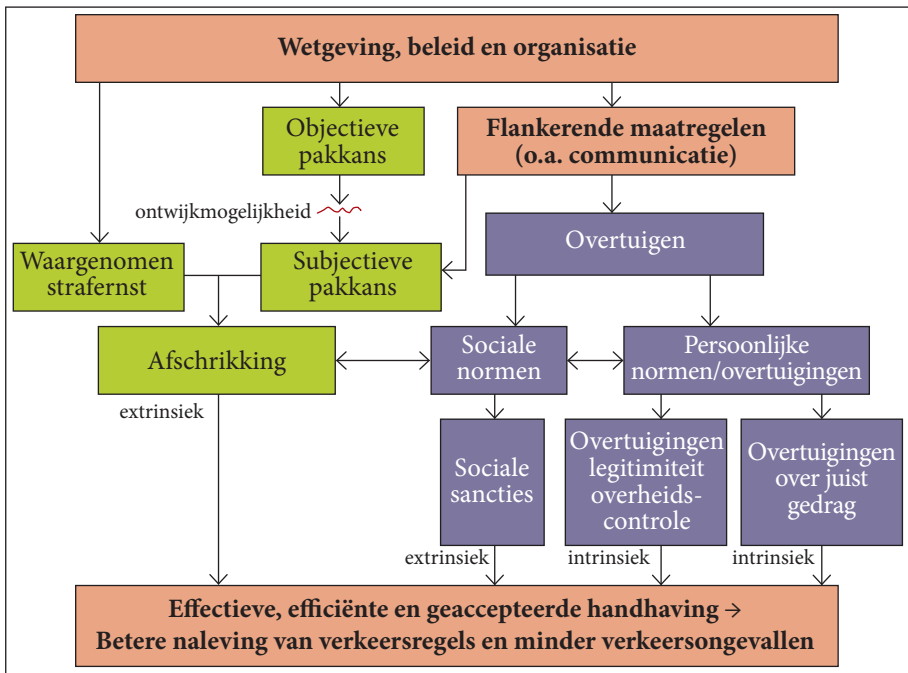 Wetgeving, beleid en organisatie
Objectieve
pakkans
Flankerende maatregelen
(o.a. communicatie)
ontwijkmogelijkheid
Overtuigen
Waargenomen
strafernst
Subjectieve
pakkans
Afschrikking
Sociale
normen
Persoonlijke
normen/overtuigingen
extrinsiek
Sociale
sancties
Overtuigingen
legitimiteit
overheids-
controle
Overtuigingen
over juist
gedrag
extrinsiek
intrinsiek
intrinsiek
Effectieve, efficiënte en geaccepteerde handhaving →
Betere naleving van verkeersregels en minder verkeersongevallen